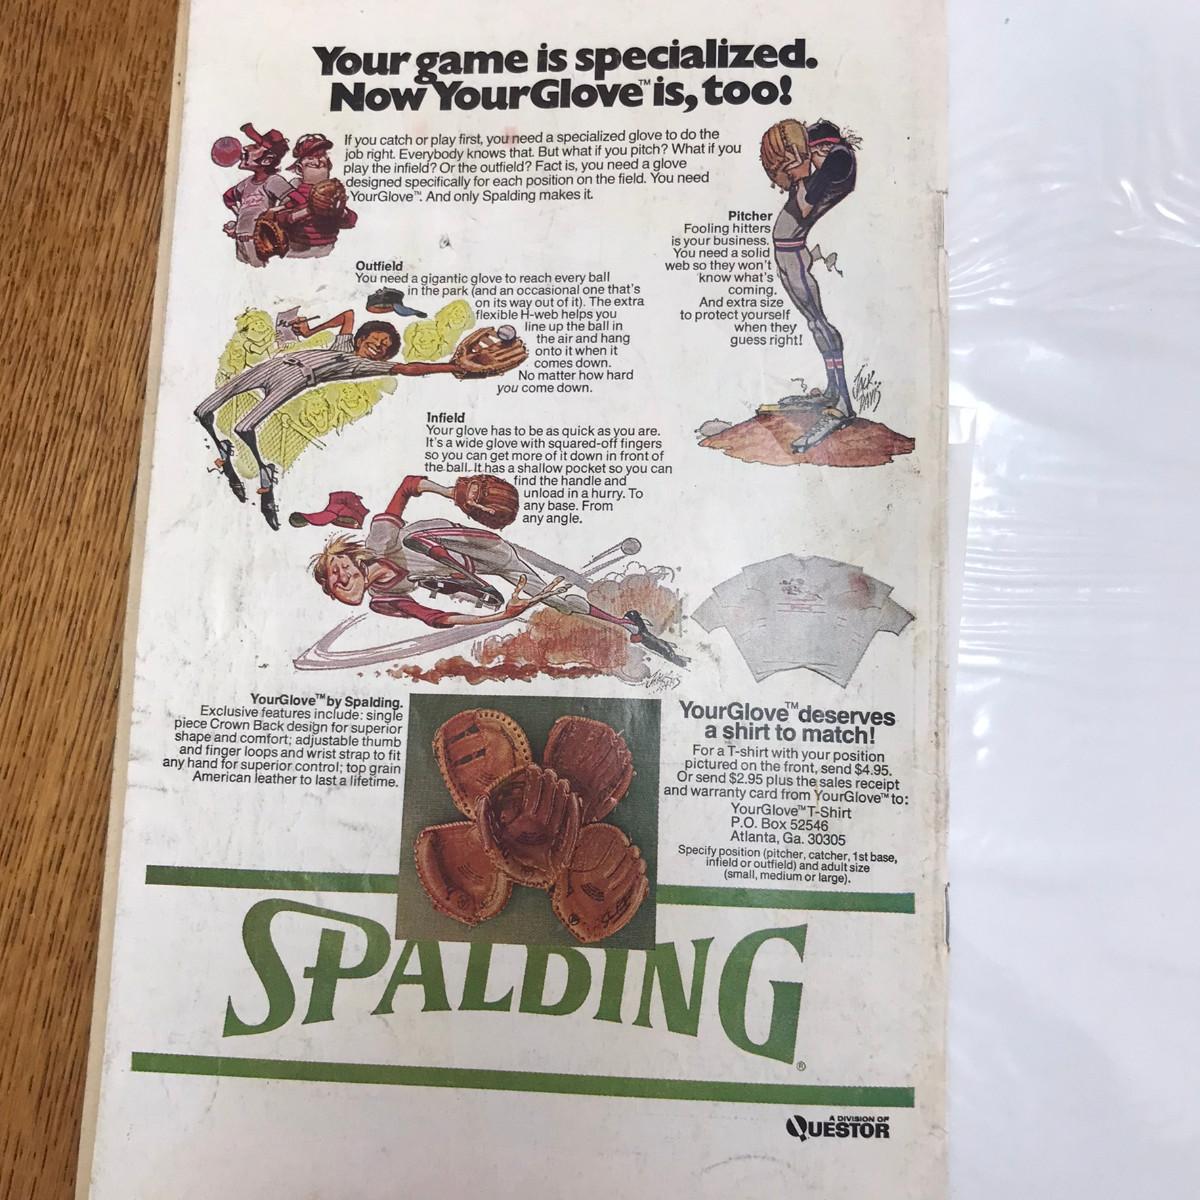 Your game is specialized.
Now YourGlove™ is, too!
If you catch or play first, you need a specialized glove to do the
job right. Everybody knows that. But what if you pitch? What if you
play the infield? Or the outfield? Fact is, you need a glove
designed specifically for each position on the field. You need
YourGlove™. And only Spalding makes it.
Pitcher
Fooling hitters
is your business.
You need a solid
web so they won't
know what's
coming.
And extra size
to protect yourself
when they
guess right!
JACK DAVIS
Outfield
You need a gigantic glove to reach every ball
in the park (and an occasional one that's
on its way out of it). The extra
flexible H-web helps you
line up the ball in
the air and hang
onto it when it
comes down.
No matter how hard
you come down.
Infield
Your glove has to be as quick as you are.
It's a wide glove with squared-off fingers
so you can get more of it down in front of
the ball. It has a shallow pocket so you can
find the handle and
unload in a hurry. To
any base. From
any angle.
YourGlove™ by Spalding.
Exclusive features include: single
piece Crown Back design for superior
shape and comfort; adjustable thumb
and finger loops and wrist strap to fit
any hand for superior control; top grain
American leather to last a lifetime.
YourGlove™ deserves
a shirt to match!
For a T-shirt with your position
pictured on the front, send $4.95.
Or send $2.95 plus the sales receipt
and warranty card from YourGlove™ to:
YourGlove™ T-Shirt
P.O. Box 52546
Atlanta, Ga. 30305
Specify position (pitcher, catcher, 1st base,
infield or outfield) and adult size
(small, medium or large).
SPALDING®
A DIVISION OF
QUESTOR